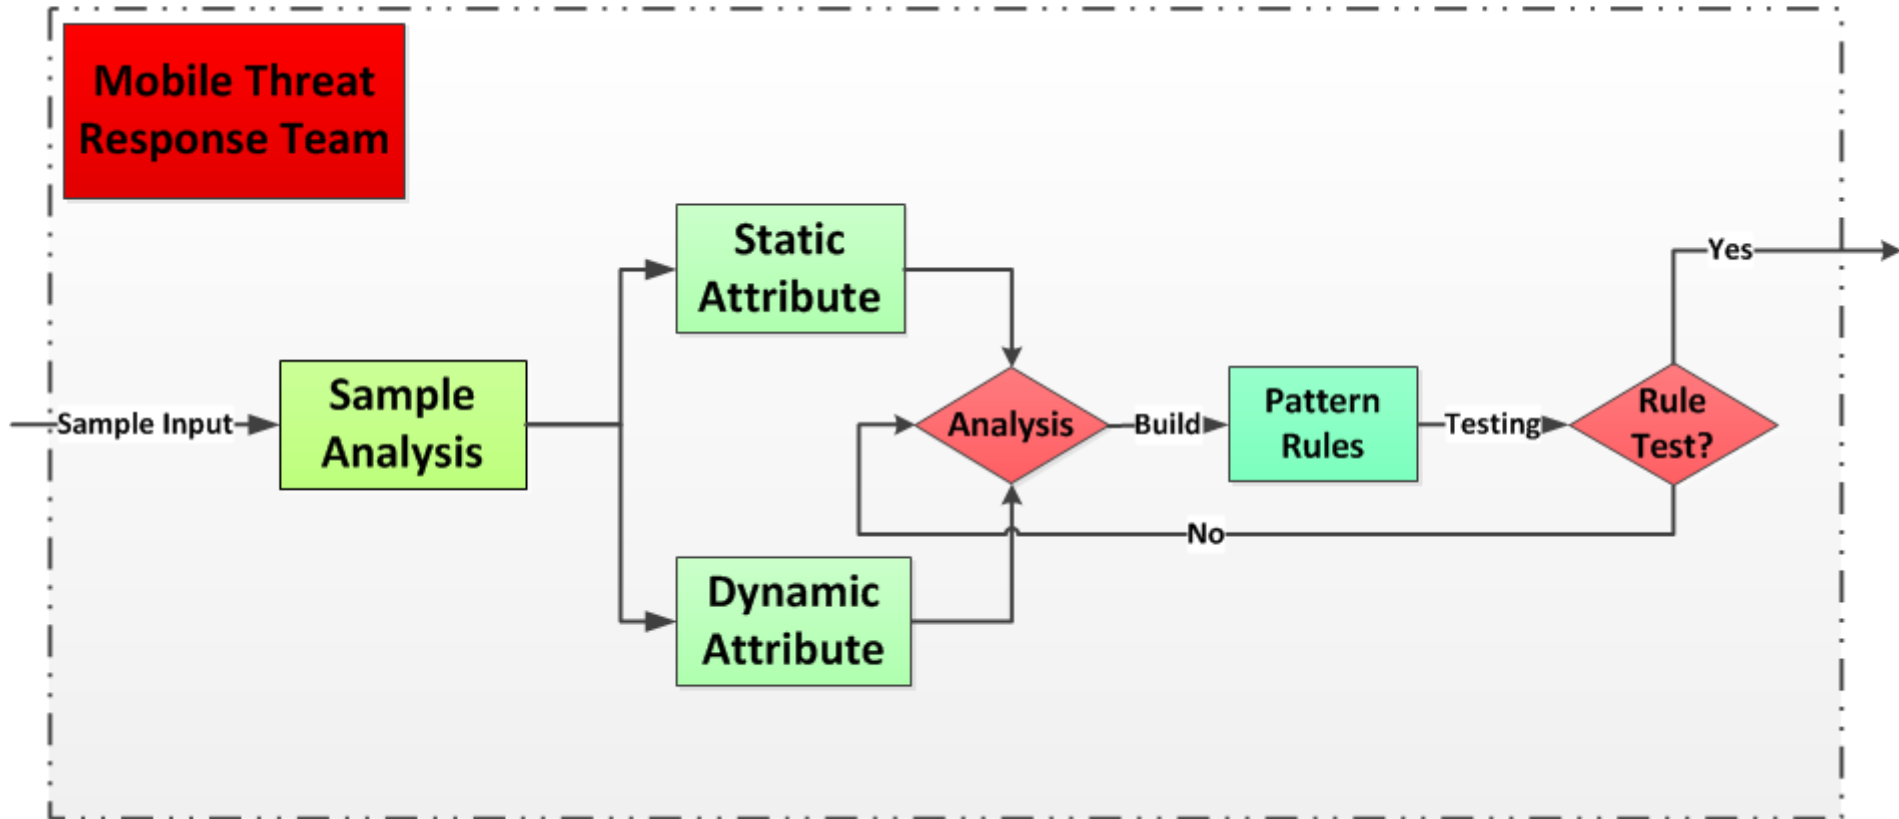 Mobile Threat
Response Team
Static
Attribute
Yes
Sample Input
Sample
Analysis
Analysis
Build
Pattern
Rules
Testing
Rule
Test?
No
Dynamic
Attribute